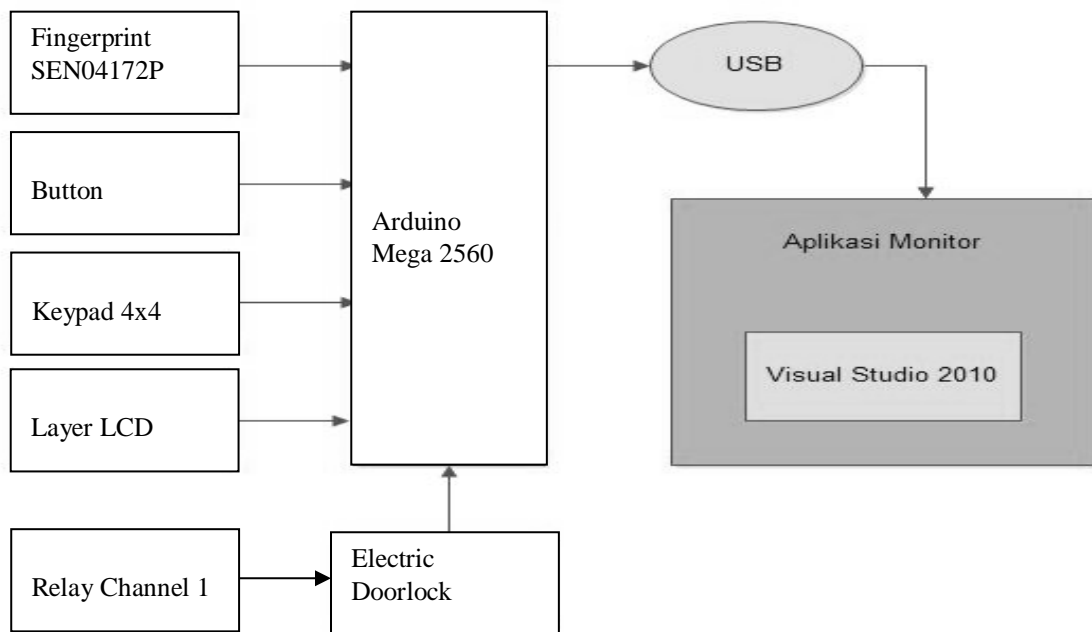 Fingerprint
SEN04172P
Button
Keypad 4x4
Layer LCD
Relay Channel 1
Electric
Doorlock
Arduino
Mega 2560
USB
Aplikasi Monitor
Visual Studio 2010